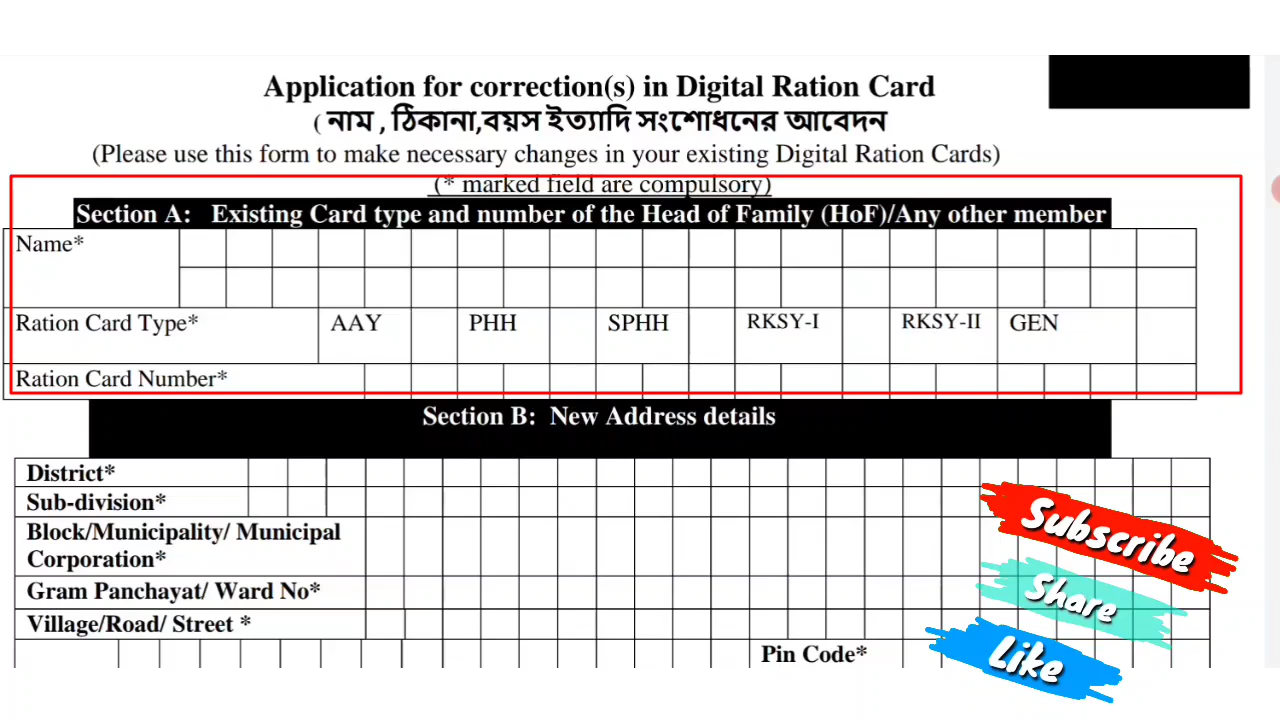 Application for correction(s) in Digital Ration Card
( নাম , ঠিকানা,বয়স ইত্যাদি সংশোধনের আবেদন
(Please use this form to make necessary changes in your existing Digital Ration Cards)
(* marked field are compulsory)
Section A: Existing Card type and number of the Head of Family (HoF)/Any other member
Name*
Ration Card Type* AAY PHH SPHH RKSY-I RKSY-II GEN
Ration Card Number*
Section B: New Address details
District*
Sub-division*
Block/Municipality/ Municipal
Corporation*
Gram Panchayat/ Ward No*
Village/Road/ Street *
Pin Code*
Subscribe
Share
Like